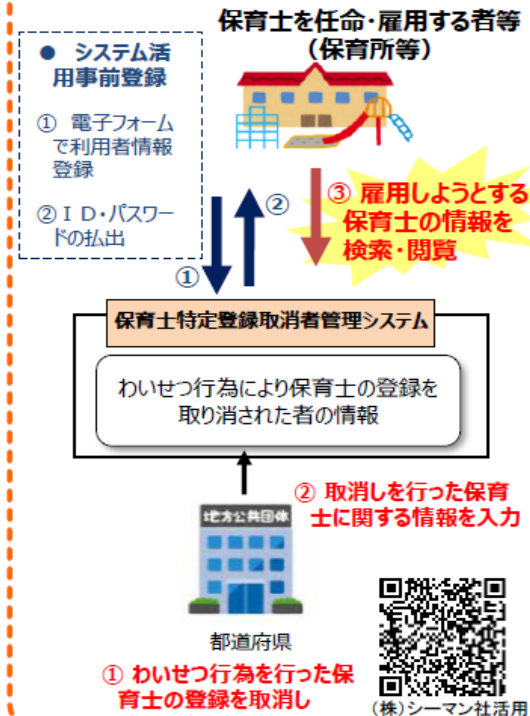 保育士を任命・雇用する者等
（保育所等）
● システム活
用事前登録
① 電子フォーム
で利用者情報
登録
② ＩＤ・パスワー
ドの払出
①
②
③ 雇用しようとする
保育士の情報を
検索・閲覧
保育士特定登録取消者管理システム
わいせつ行為により保育士の登録を
取り消された者の情報
② 取消しを行った保育
士に関する情報を入力
地方公共団体
都道府県
① わいせつ行為を行った保
育士の登録を取消し
(株)シーマン社活用